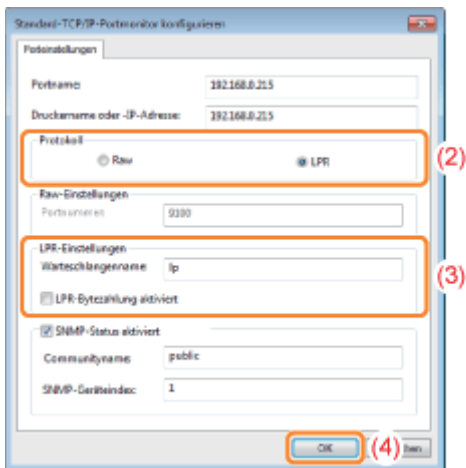 Standard-TCP/IP-Portmonitor konfigurieren
Porteinstellungen
Portname: 192.168.0.215
Druckername oder -IP-Adresse: 192.168.0.215
Protokoll
Raw LPR (2)
Raw-Einstellungen
Portnummer: 9100
LPR-Einstellungen
Warteschlangenname: lp
(3)
LPR-Bytezählung aktiviert
SNMP-Status aktiviert
Communityname: public
SNMP-Geräteindex: 1
OK (4) hen